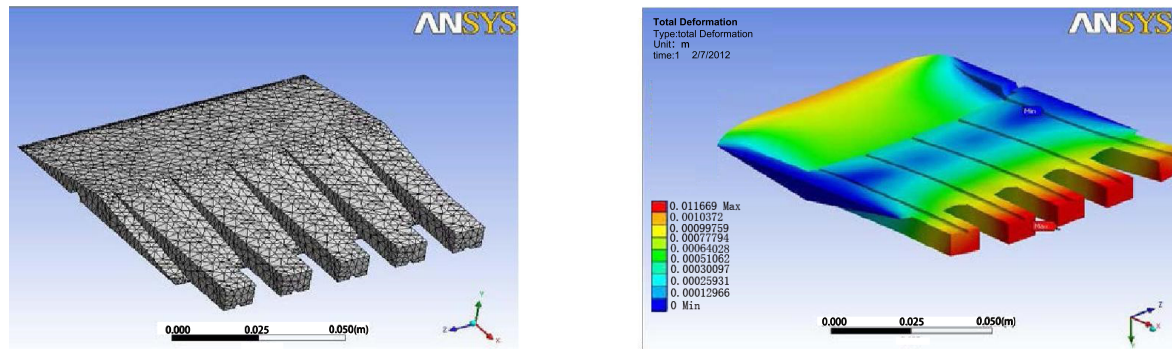 ANSYS
0.000 0.025 0.050(m)
Y
Z
X
Total Deformation
Type:total Deformation
Unit: m
time:1 2/7/2012
ANSYS
Min
Max
0.011669 Max
0.0010372
0.00099759
0.00077794
0.00064028
0.00051062
0.00030097
0.00025931
0.00012966
0 Min
0.000 0.025 0.050(m)
Z
X
Y